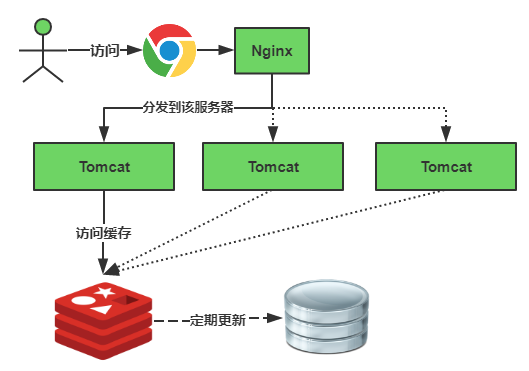 访问
Nginx
分发到该服务器
Tomcat
Tomcat
Tomcat
访问缓存
定期更新